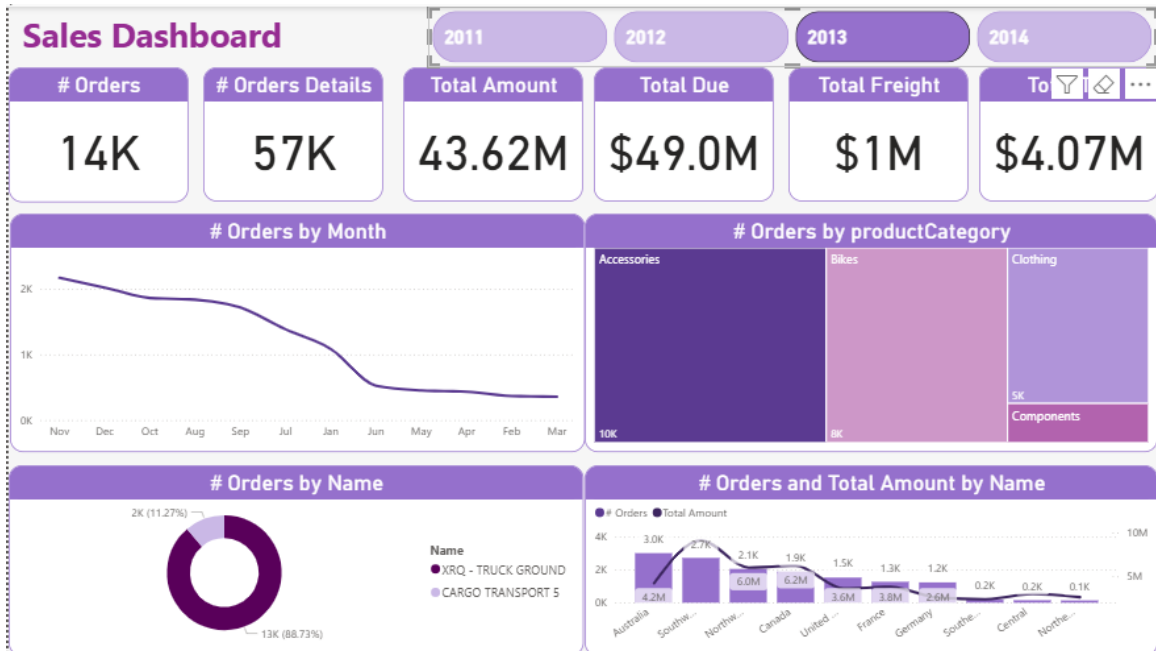 Sales Dashboard
2011
2012
2013
2014
# Orders
# Orders Details
Total Amount
Total Due
Total Freight
14K
57K
43.62M
$49.0M
$1M
$4.07M
# Orders by Month
2K
1K
0K
Nov Dec Oct Aug Sep Jul Jan Jun May Apr Feb Mar
# Orders by productCategory
Accessories
10K
Bikes
8K
Clothing
5K
Components
# Orders by Name
2K (11.27%)
13K (88.73%)
Name
XRQ - TRUCK GROUND
CARGO TRANSPORT 5
# Orders and Total Amount by Name
# Orders Total Amount
4K
2K
0K
10M
5M
3.0K
2.7K
2.1K
1.9K
1.5K
1.3K
1.2K
0.2K
0.2K
0.1K
4.2M
6.0M
6.2M
3.6M
3.8M
2.6M
Australia
Southw...
Northw...
Canada
United ...
France
Germany
Southe...
Central
Northe...